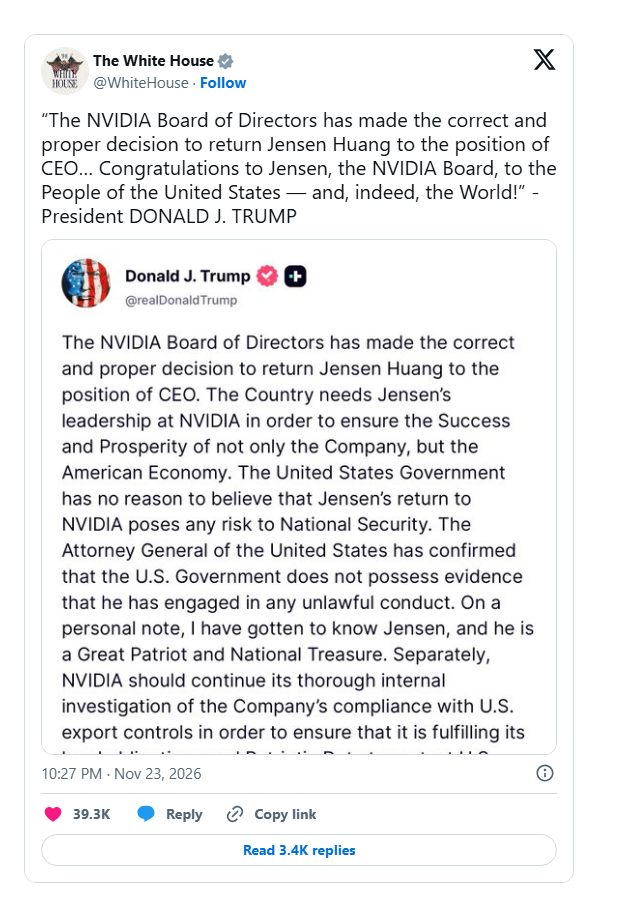 The White House
@WhiteHouse · Follow
“The NVIDIA Board of Directors has made the correct and
proper decision to return Jensen Huang to the position of
CEO... Congratulations to Jensen, the NVIDIA Board, to the
People of the United States — and, indeed, the World!” -
President DONALD J. TRUMP
Donald J. Trump
@realDonaldTrump
The NVIDIA Board of Directors has made the correct
and proper decision to return Jensen Huang to the
position of CEO. The Country needs Jensen’s
leadership at NVIDIA in order to ensure the Success
and Prosperity of not only the Company, but the
American Economy. The United States Government
has no reason to believe that Jensen’s return to
NVIDIA poses any risk to National Security. The
Attorney General of the United States has confirmed
that the U.S. Government does not possess evidence
that he has engaged in any unlawful conduct. On a
personal note, I have gotten to know Jensen, and he is
a Great Patriot and National Treasure. Separately,
NVIDIA should continue its thorough internal
investigation of the Company’s compliance with U.S.
export controls in order to ensure that it is fulfilling its
10:27 PM · Nov 23, 2026
39.3K Reply Copy link
Read 3.4K replies